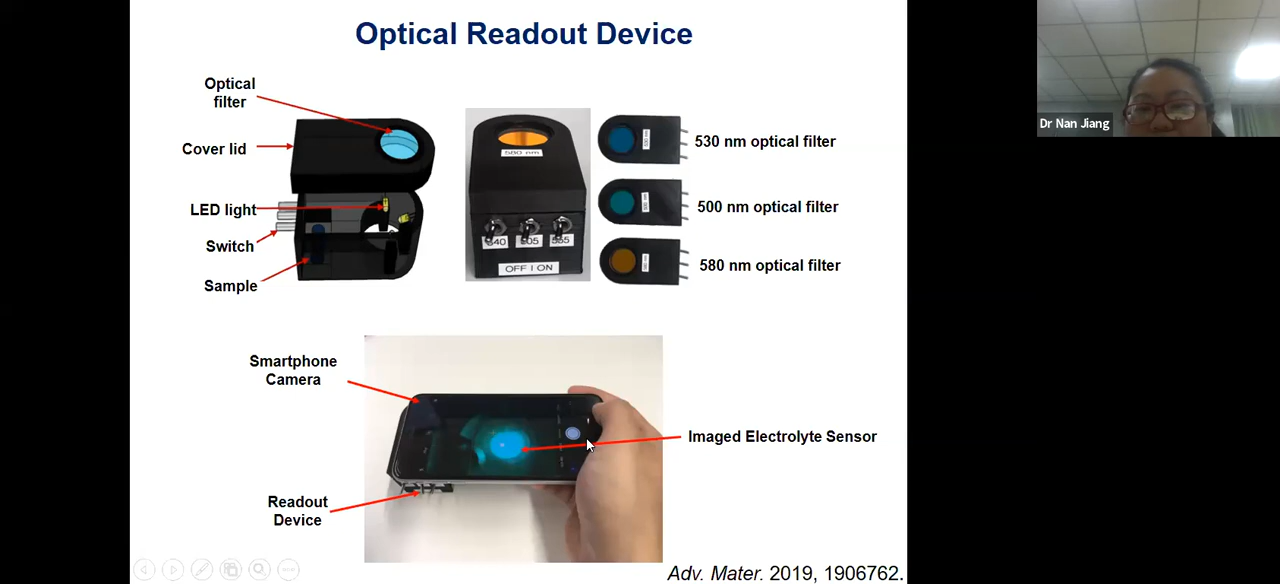 Optical Readout Device
Optical
filter
Cover lid
LED light
Switch
Sample
580 nm
505
OFF I ON
530 nm optical filter
500 nm optical filter
580 nm optical filter
Dr Nan Jiang
Smartphone
Camera
Imaged Electrolyte Sensor
Readout
Device
Adv. Mater. 2019, 1906762.